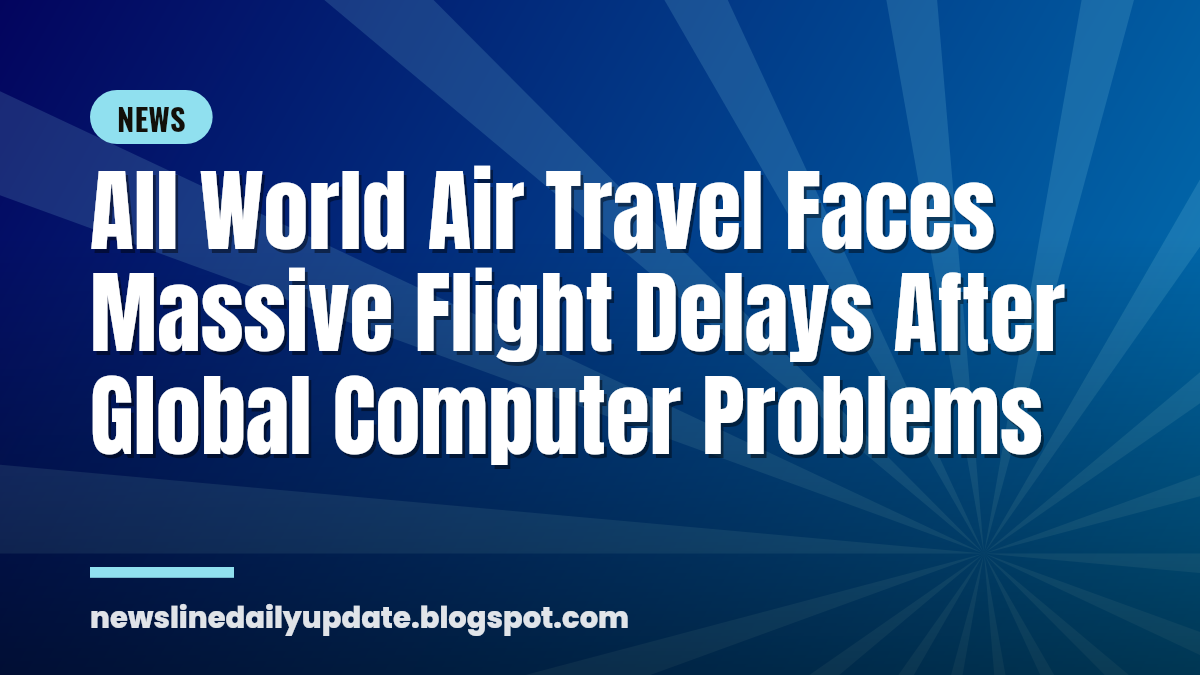 NEWS
All World Air Travel Faces
Massive Flight Delays After
Global Computer Problems
newslinedailyupdate.blogspot.com